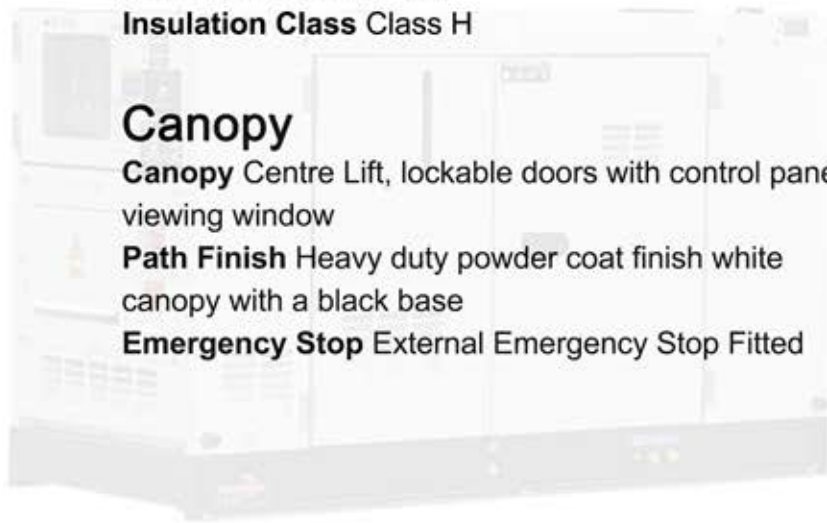 Insulation Class Class H
Canopy
Canopy Centre Lift, lockable doors with control pane
viewing window
Path Finish Heavy duty powder coat finish white
canopy with a black base
Emergency Stop External Emergency Stop Fitted